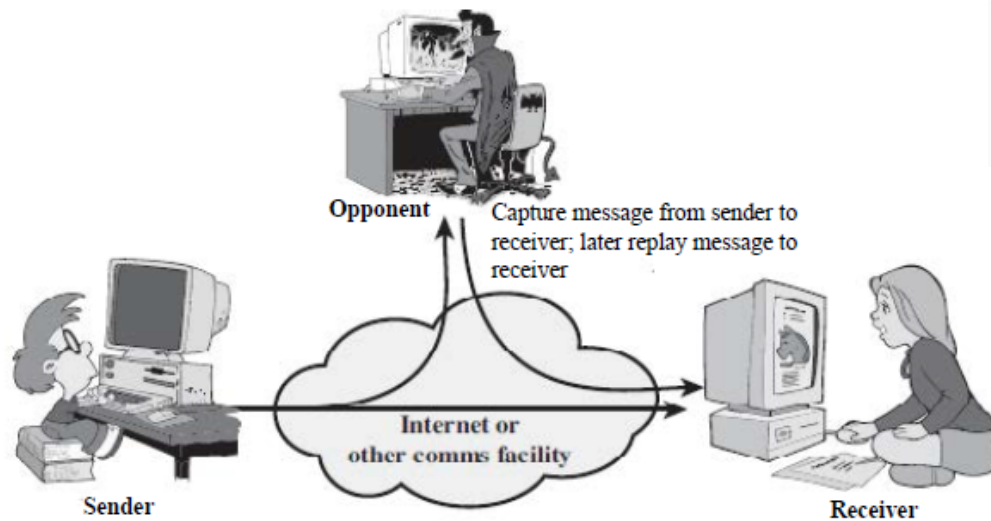 Opponent
Capture message from sender to
receiver; later replay message to
receiver
Internet or
other comms facility
Sender
Receiver